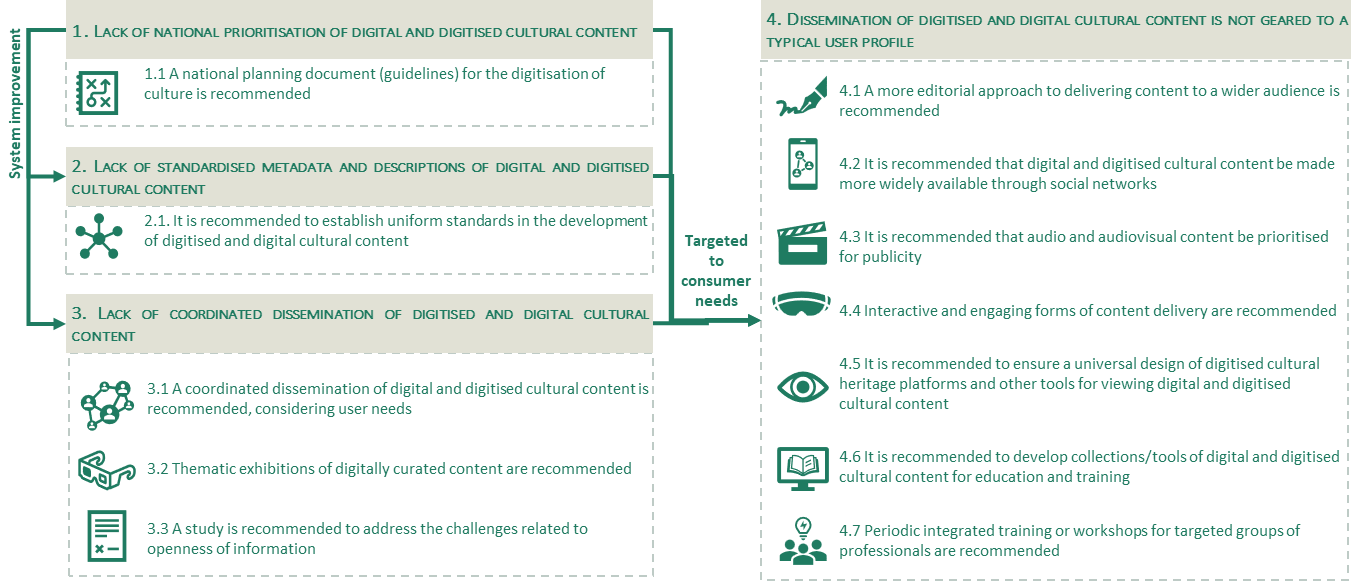 System improvement
1. Lack of national prioritisation of digital and digitised cultural content
1.1 A national planning document (guidelines) for the digitisation of
culture is recommended
2. Lack of standardised metadata and descriptions of digital and digitised
cultural content
2.1. It is recommended to establish uniform standards in the development
of digitised and digital cultural content
3. Lack of coordinated dissemination of digitised and digital cultural
content
3.1 A coordinated dissemination of digital and digitised cultural content is
recommended, considering user needs
3.2 Thematic exhibitions of digitally curated content are recommended
3.3 A study is recommended to address the challenges related to
openness of information
Targeted
to
consumer
needs
4. Dissemination of digitised and digital cultural content is not geared to a
typical user profile
4.1 A more editorial approach to delivering content to a wider audience is
recommended
4.2 It is recommended that digital and digitised cultural content be made
more widely available through social networks
4.3 It is recommended that audio and audiovisual content be prioritised
for publicity
4.4 Interactive and engaging forms of content delivery are recommended
4.5 It is recommended to ensure a universal design of digitised cultural
heritage platforms and other tools for viewing digital and digitised
cultural content
4.6 It is recommended to develop collections/tools of digital and digitised
cultural content for education and training
4.7 Periodic integrated training or workshops for targeted groups of
professionals are recommended